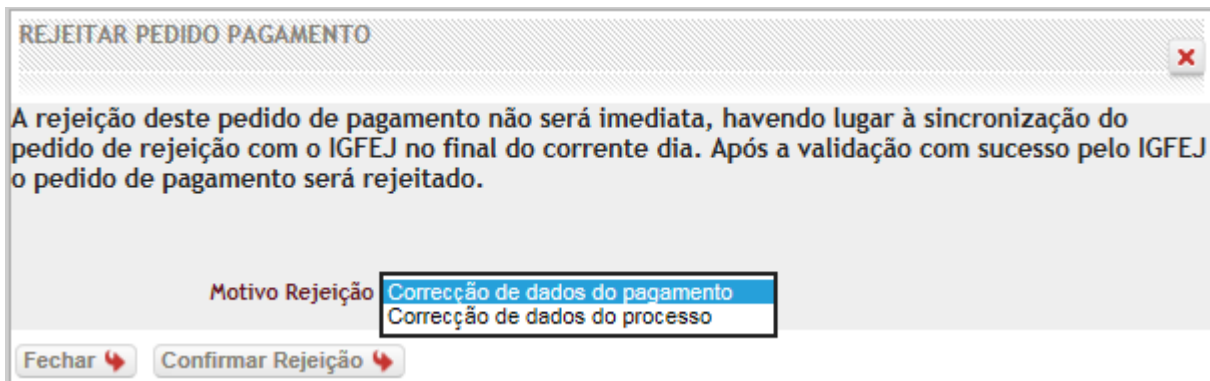 REJEITAR PEDIDO PAGAMENTO
A rejeição deste pedido de pagamento não será imediata, havendo lugar à sincronização do
pedido de rejeição com o IGFEJ no final do corrente dia. Após a validação com sucesso pelo IGFEJ
o pedido de pagamento será rejeitado.
Motivo Rejeição Correcção de dados do pagamento
Correcção de dados do processo
Fechar Confirmar Rejeição